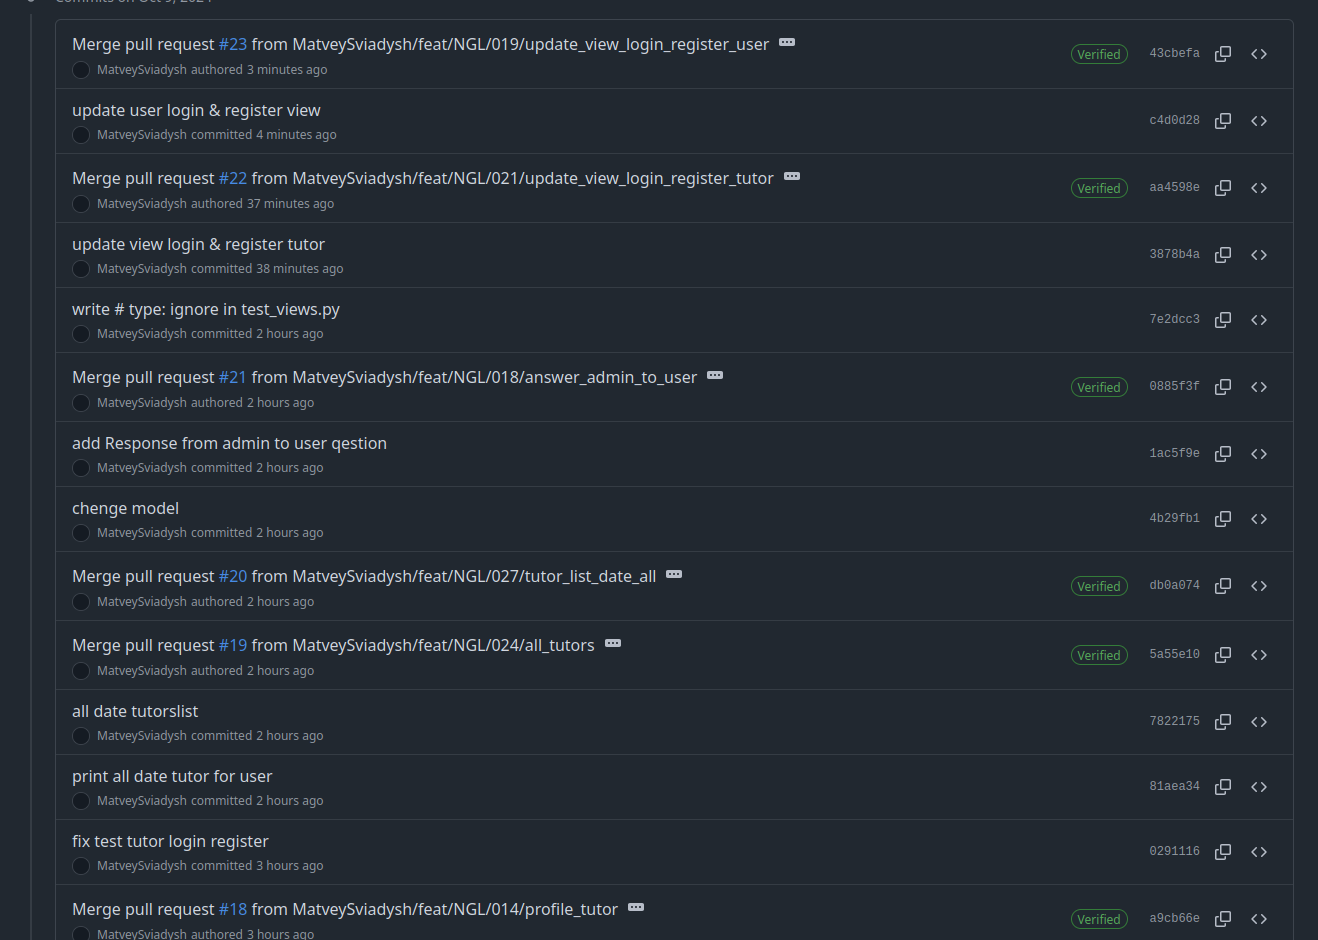 Commits on Oct 9, 2024
Merge pull request #23 from MatveySviadysh/feat/NGL/019/update_view_login_register_user
Verified
43cbefa
MatveySviadysh authored 3 minutes ago
update user login & register view
c4d0d28
MatveySviadysh committed 4 minutes ago
Merge pull request #22 from MatveySviadysh/feat/NGL/021/update_view_login_register_tutor
Verified
aa4598e
MatveySviadysh authored 37 minutes ago
update view login & register tutor
3878b4a
MatveySviadysh committed 38 minutes ago
write # type: ignore in test_views.py
7e2dcc3
MatveySviadysh committed 2 hours ago
Merge pull request #21 from MatveySviadysh/feat/NGL/018/answer_admin_to_user
Verified
0885f3f
MatveySviadysh authored 2 hours ago
add Response from admin to user qestion
1ac5f9e
MatveySviadysh committed 2 hours ago
chenge model
4b29fb1
MatveySviadysh committed 2 hours ago
Merge pull request #20 from MatveySviadysh/feat/NGL/027/tutor_list_date_all
Verified
db0a074
MatveySviadysh authored 2 hours ago
Merge pull request #19 from MatveySviadysh/feat/NGL/024/all_tutors
Verified
5a55e10
MatveySviadysh authored 2 hours ago
all date tutorslist
7822175
MatveySviadysh committed 2 hours ago
print all date tutor for user
81aea34
MatveySviadysh committed 2 hours ago
fix test tutor login register
0291116
MatveySviadysh committed 3 hours ago
Merge pull request #18 from MatveySviadysh/feat/NGL/014/profile_tutor
Verified
a9cb66e
MatveySviadysh authored 3 hours ago